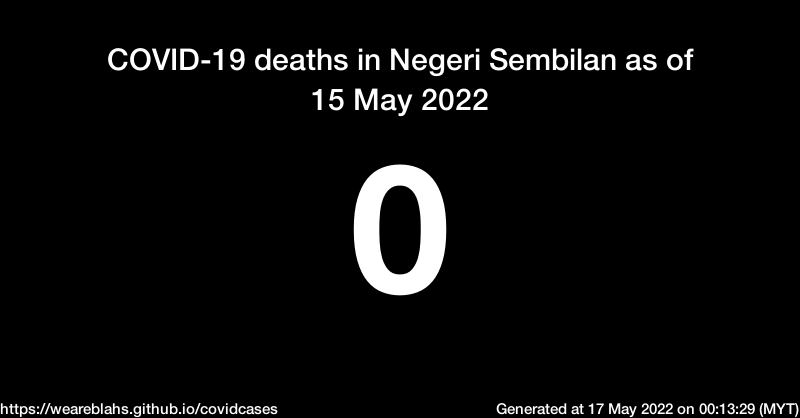 COVID-19 deaths in Negeri Sembilan as of
15 May 2022
0
https://weareblahs.github.io/covidcases
Generated at 17 May 2022 on 00:13:29 (MYT)